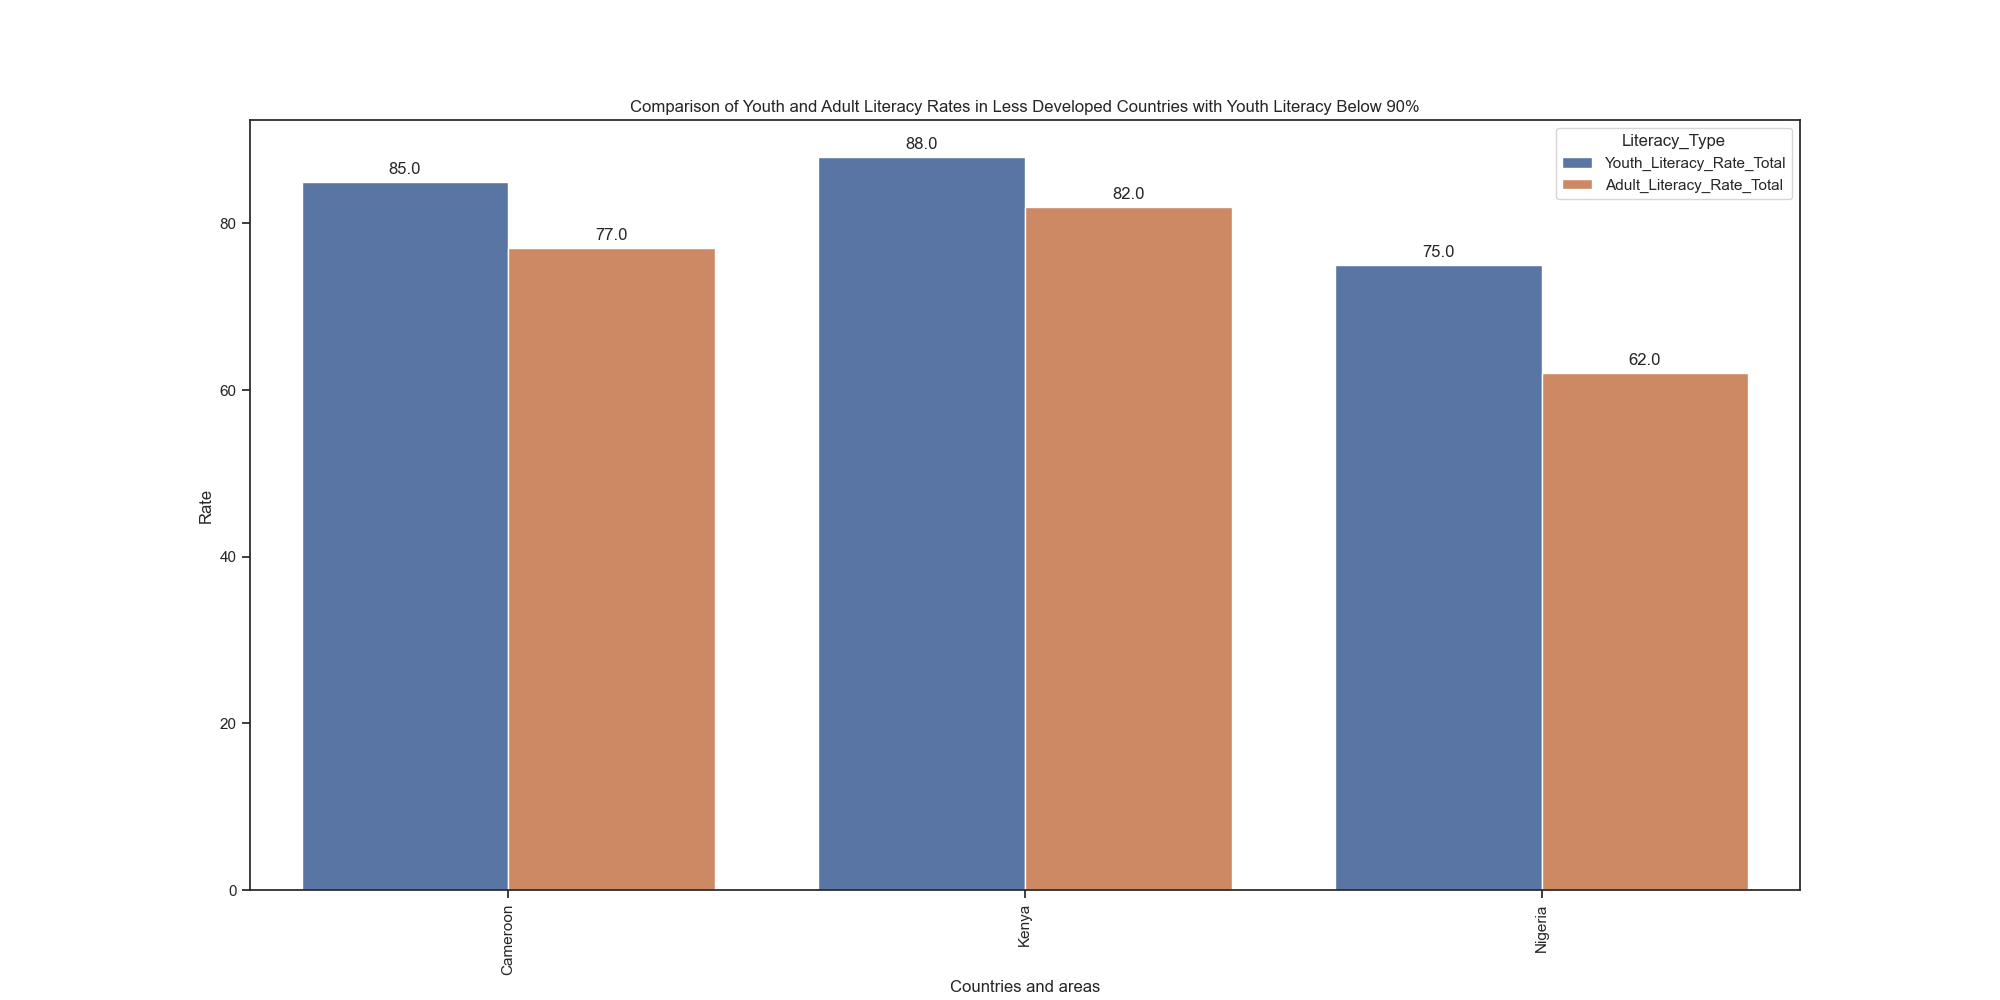 Comparison of Youth and Adult Literacy Rates in Less Developed Countries with Youth Literacy Below 90%
Literacy_Type
Youth_Literacy_Rate_Total
Adult_Literacy_Rate_Total
85.0
77.0
88.0
82.0
75.0
62.0
Rate
80
60
40
20
0
Cameroon
Kenya
Nigeria
Countries and areas